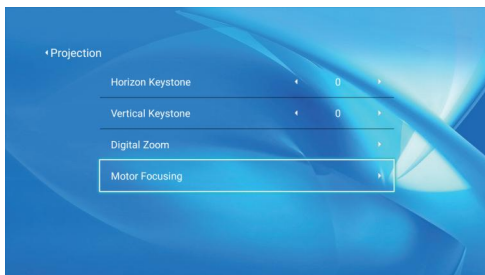 Projection
Horizon Keystone 0
Vertical Keystone 0
Digital Zoom
Motor Focusing